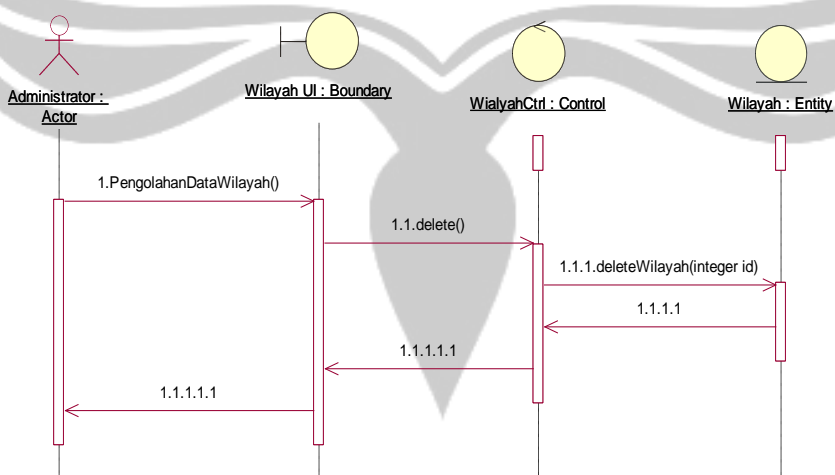 Administrator :
Actor
Wilayah UI : Boundary
WialyahCtrl : Control
Wilayah : Entity
1.PengolahanDataWilayah()
1.1.delete()
1.1.1.deleteWilayah(integer id)
1.1.1.1
1.1.1.1.1
1.1.1.1.1